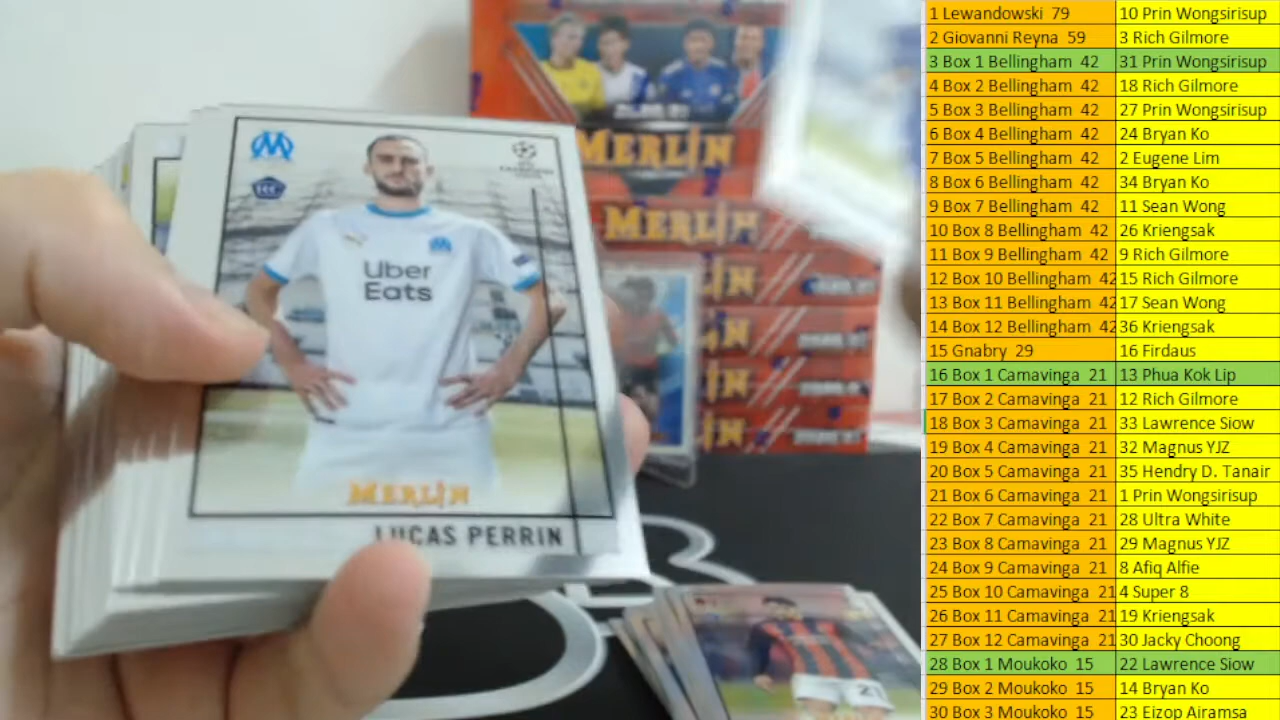 RC
UEFA
CHAMPIONS
LEAGUE
Uber
Eats
MERLIN
LUCAS PERRIN
MERLIN
MERLIN
21
1 Lewandowski 79 10 Prin Wongsirisup
2 Giovanni Reyna 59 3 Rich Gilmore
3 Box 1 Bellingham 42 31 Prin Wongsirisup
4 Box 2 Bellingham 42 18 Rich Gilmore
5 Box 3 Bellingham 42 27 Prin Wongsirisup
6 Box 4 Bellingham 42 24 Bryan Ko
7 Box 5 Bellingham 42 2 Eugene Lim
8 Box 6 Bellingham 42 34 Bryan Ko
9 Box 7 Bellingham 42 11 Sean Wong
10 Box 8 Bellingham 42 26 Kriengsak
11 Box 9 Bellingham 42 9 Rich Gilmore
12 Box 10 Bellingham 42 15 Rich Gilmore
13 Box 11 Bellingham 42 17 Sean Wong
14 Box 12 Bellingham 42 36 Kriengsak
15 Gnabry 29 16 Firdaus
16 Box 1 Camavinga 21 13 Phua Kok Lip
17 Box 2 Camavinga 21 12 Rich Gilmore
18 Box 3 Camavinga 21 33 Lawrence Siow
19 Box 4 Camavinga 21 32 Magnus YJZ
20 Box 5 Camavinga 21 35 Hendry D. Tanair
21 Box 6 Camavinga 21 1 Prin Wongsirisup
22 Box 7 Camavinga 21 28 Ultra White
23 Box 8 Camavinga 21 29 Magnus YJZ
24 Box 9 Camavinga 21 8 Afiq Alfie
25 Box 10 Camavinga 21 4 Super 8
26 Box 11 Camavinga 21 19 Kriengsak
27 Box 12 Camavinga 21 30 Jacky Choong
28 Box 1 Moukoko 15 22 Lawrence Siow
29 Box 2 Moukoko 15 14 Bryan Ko
30 Box 3 Moukoko 15 23 Eizop Airamsa